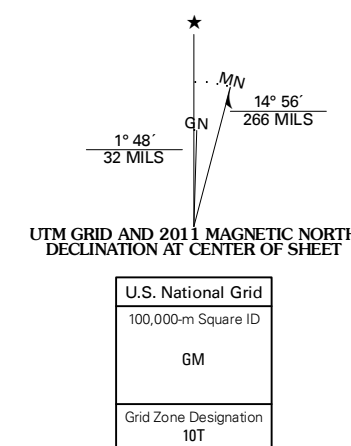 ★
MN
GN
14° 56´
266 MILS
1° 48´
32 MILS
UTM GRID AND 2011 MAGNETIC NORTH
DECLINATION AT CENTER OF SHEET
U.S. National Grid
100,000-m Square ID
GM
Grid Zone Designation
10T